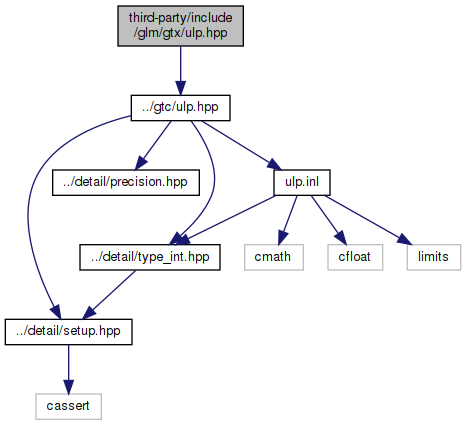 third-party/include
/glm/gtx/ulp.hpp
../gtc/ulp.hpp
../detail/precision.hpp
ulp.inl
../detail/type_int.hpp
cmath
cfloat
limits
../detail/setup.hpp
cassert